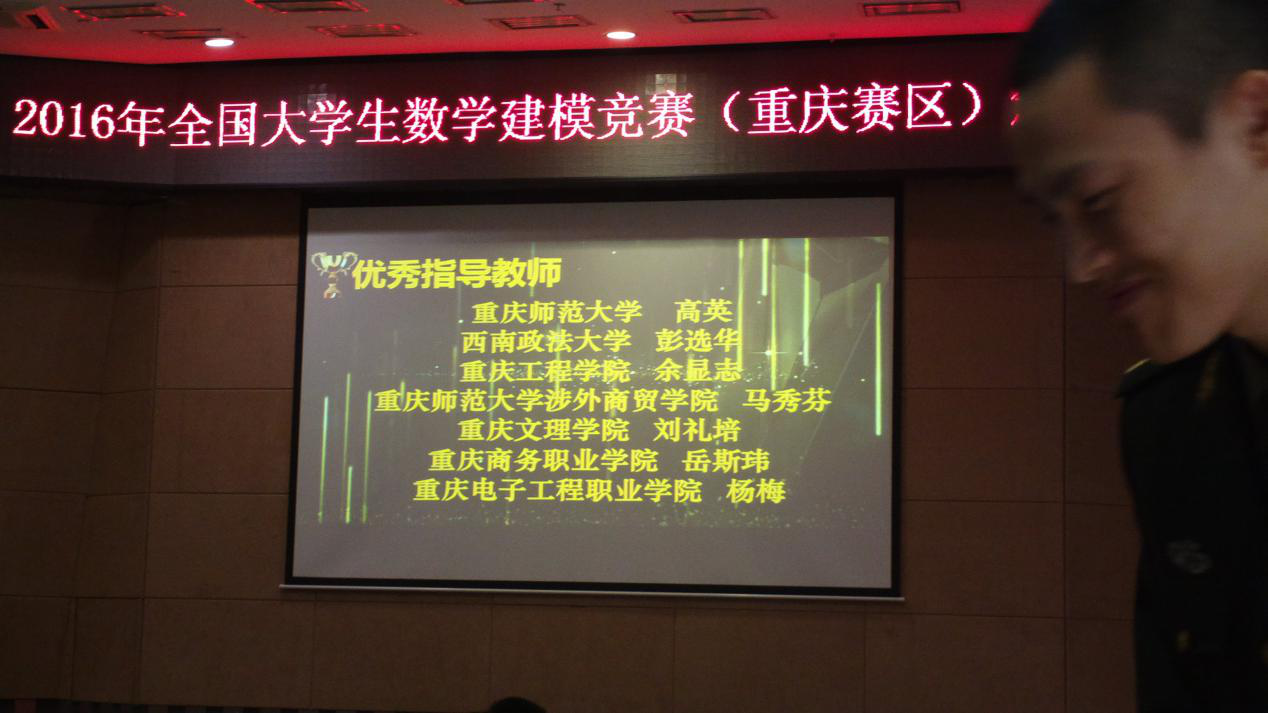 2016年全国大学生数学建模竞赛（重庆赛区）
优秀指导教师
重庆师范大学 高英
西南政法大学 彭选华
重庆工程学院 余显志
重庆师范大学涉外商贸学院 马秀芬
重庆文理学院 刘礼培
重庆商务职业学院 岳斯玮
重庆电子工程职业学院 杨梅